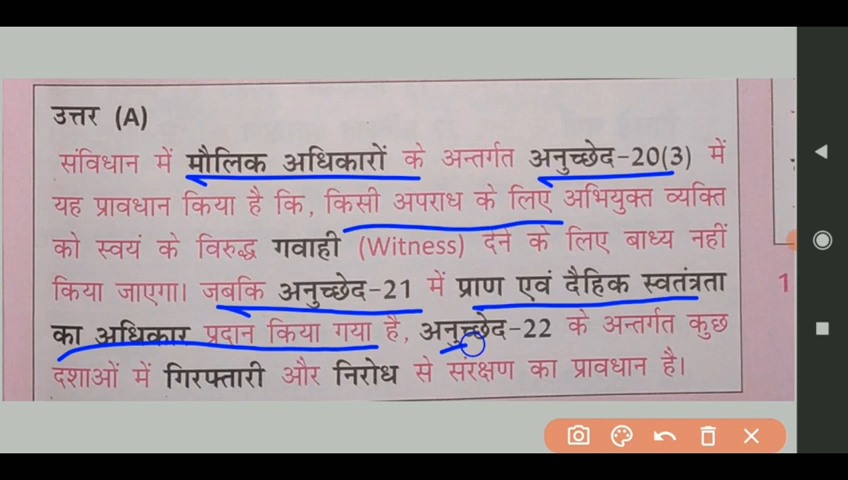 उत्तर (A)
संविधान में मौलिक अधिकारों के अन्तर्गत अनुच्छेद-20(3) में
यह प्रावधान किया है कि, किसी अपराध के लिए अभियुक्त व्यक्ति
को स्वयं के विरुद्ध गवाही (Witness) देने के लिए बाध्य नहीं
किया जाएगा। जबकि अनुच्छेद-21 में प्राण एवं दैहिक स्वतंत्रता
का अधिकार प्रदान किया गया है, अनुच्छेद-22 के अन्तर्गत कुछ
दशाओं में गिरफ्तारी और निरोध से संरक्षण का प्रावधान है।
1